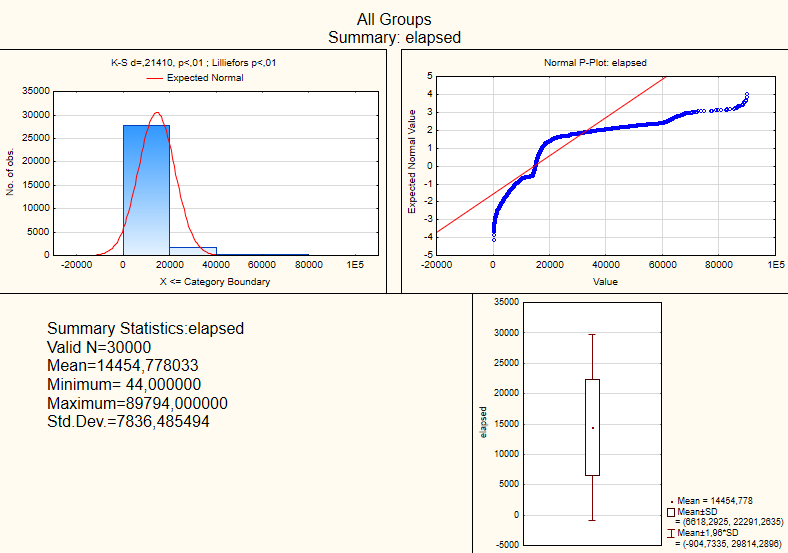 All Groups
Summary: elapsed
K-S d=,21410, p<,01 ; Lilliefors p<,01
Expected Normal
35000
30000
25000
20000
15000
10000
5000
0
No. of obs.
-20000 0 20000 40000 60000 80000 1E5
X <= Category Boundary
Normal P-Plot: elapsed
5
4
3
2
1
0
-1
-2
-3
-4
-5
Expected Normal Value
-20000 0 20000 40000 60000 80000 1E5
Value
Summary Statistics:elapsed
Valid N=30000
Mean=14454,778033
Minimum= 44,000000
Maximum=89794,000000
Std.Dev.=7836,485494
35000
30000
25000
20000
15000
10000
5000
0
-5000
elapsed
Mean = 14454,778
Mean±SD
= (6618,2925, 22291,2635)
Mean±1,96*SD
= (-904,7335, 29814,2896)